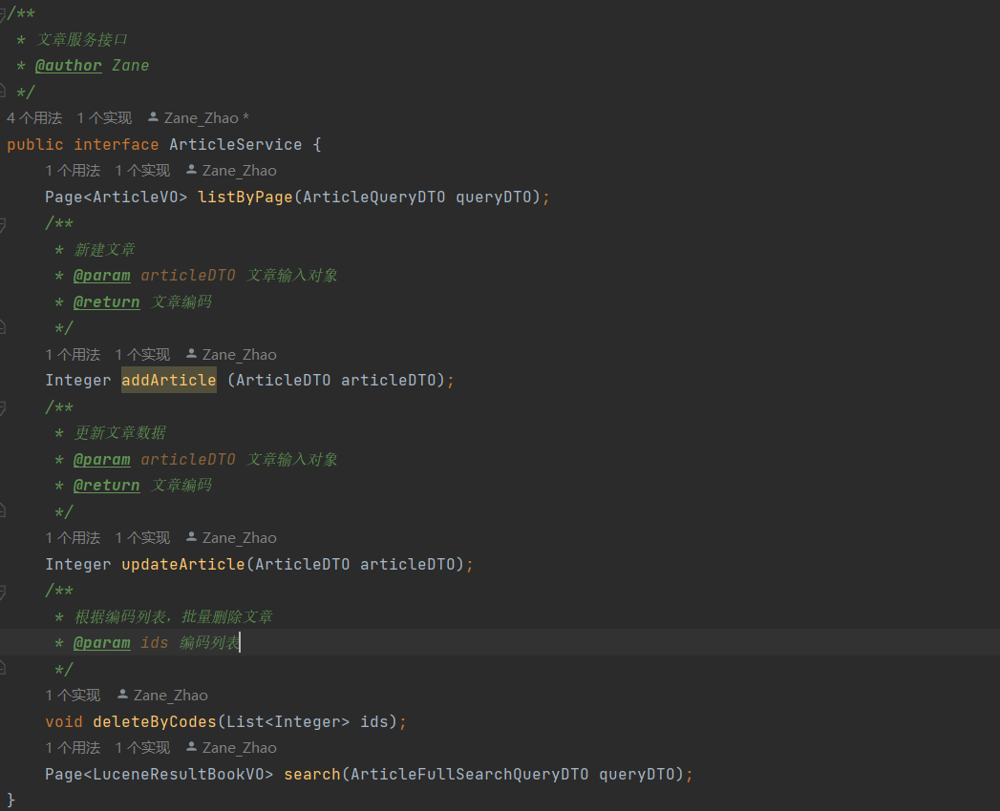 /**
 * 文章服务接口
 * @author Zane
 */
4 个用法 1 个实现 Zane_Zhao *
public interface ArticleService {
1 个用法 1 个实现 Zane_Zhao
Page<ArticleVO> listByPage(ArticleQueryDTO queryDTO);
/**
 * 新建文章
 * @param articleDTO 文章输入对象
 * @return 文章编码
 */
1 个用法 1 个实现 Zane_Zhao
Integer addArticle (ArticleDTO articleDTO);
/**
 * 更新文章数据
 * @param articleDTO 文章输入对象
 * @return 文章编码
 */
1 个用法 1 个实现 Zane_Zhao
Integer updateArticle(ArticleDTO articleDTO);
/**
 * 根据编码列表，批量删除文章
 * @param ids 编码列表
 */
1 个实现 Zane_Zhao
void deleteByCodes(List<Integer> ids);
1 个用法 1 个实现 Zane_Zhao
Page<LuceneResultBookVO> search(ArticleFullSearchQueryDTO queryDTO);
}